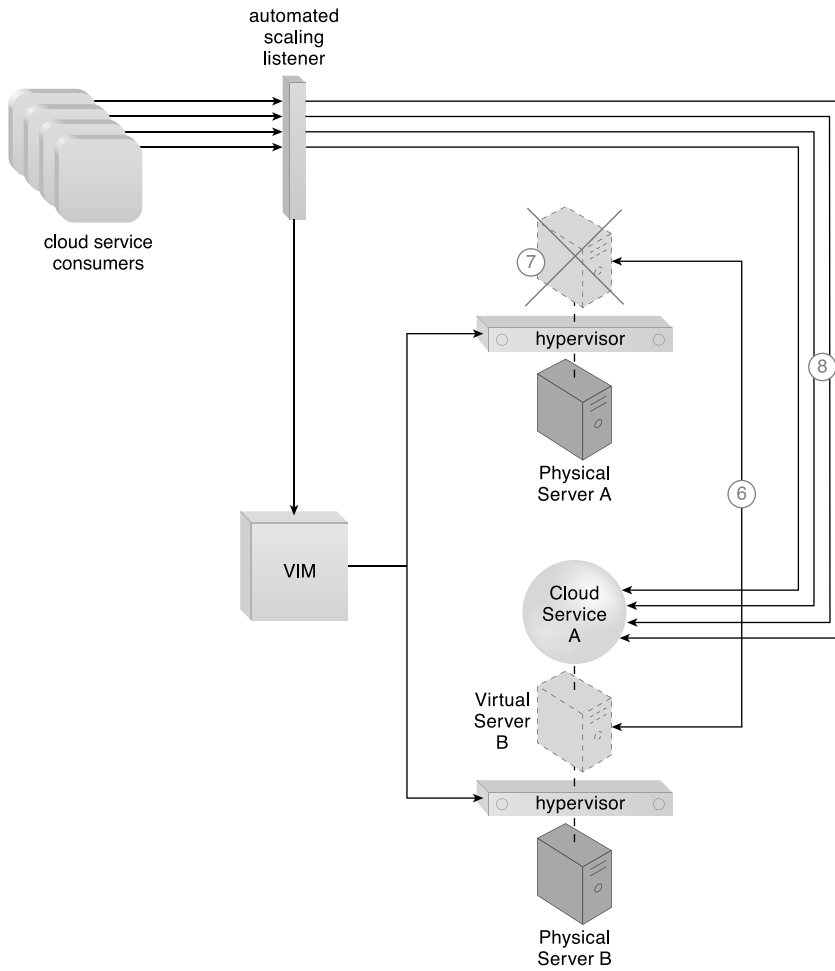 automated
scaling
listener
cloud service
consumers
7
hypervisor
8
Physical
Server A
6
VIM
Cloud
Service
A
Virtual
Server
B
hypervisor
Physical
Server B